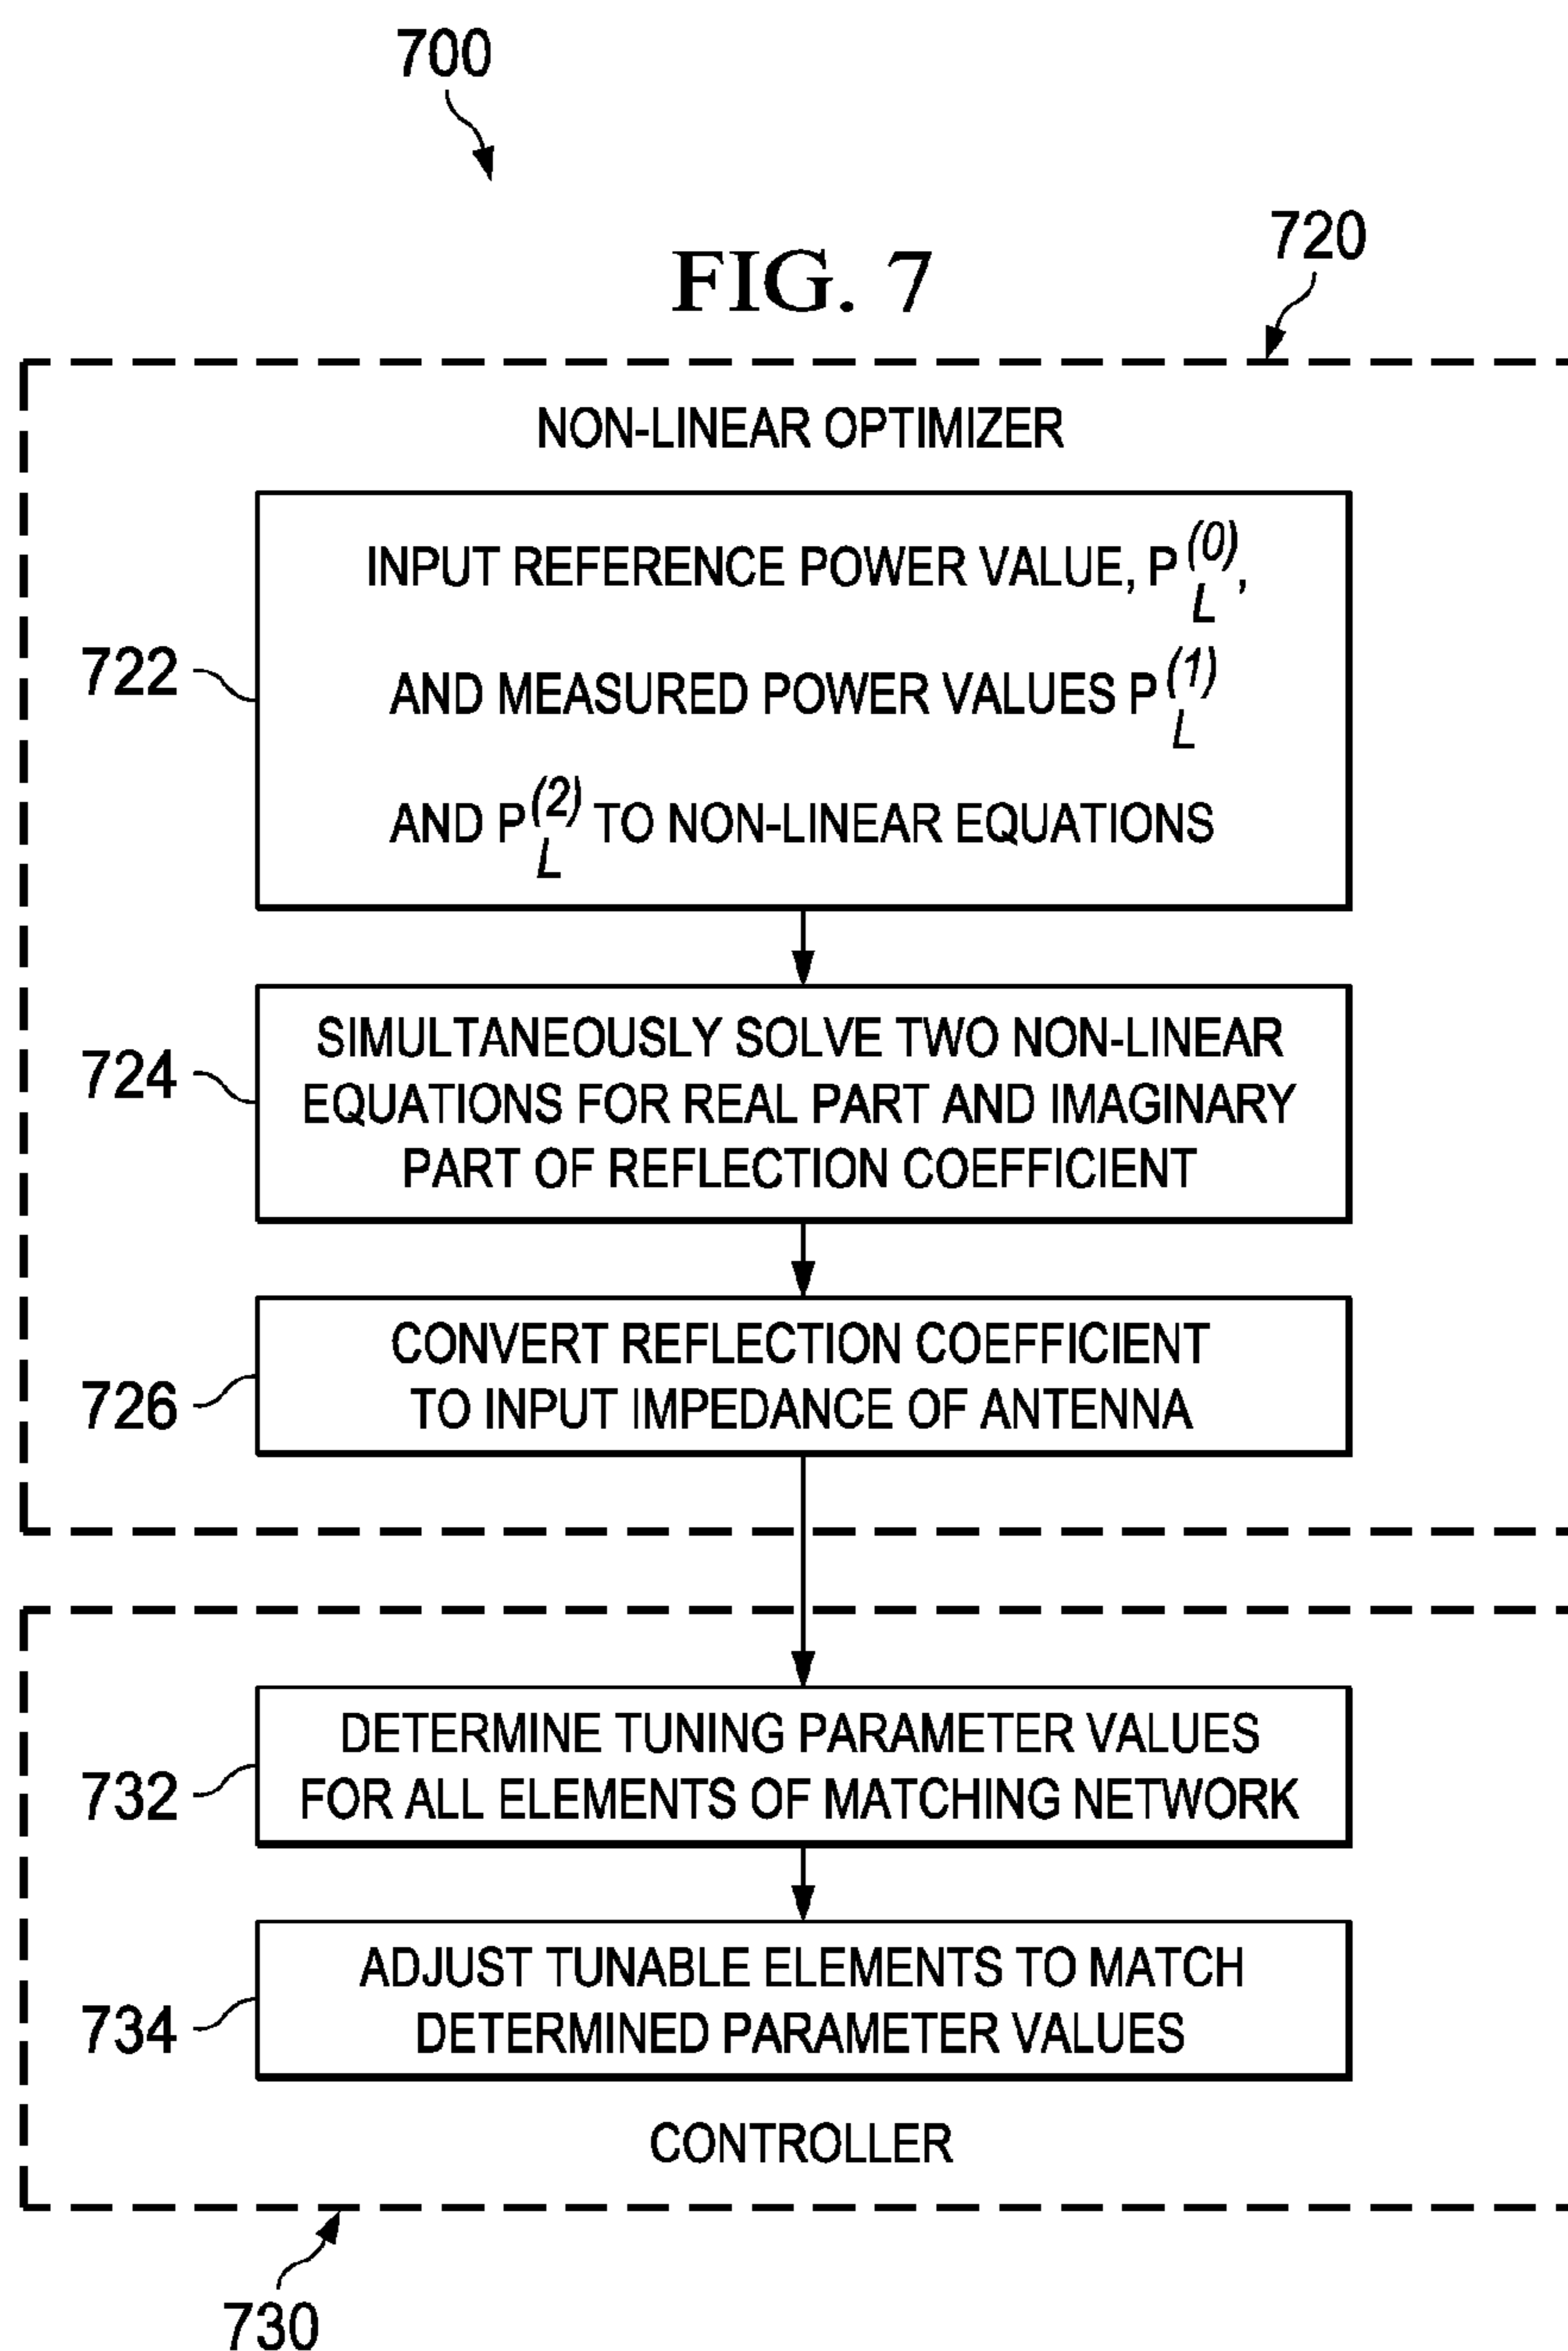 700
FIG. 7
720
NON-LINEAR OPTIMIZER
INPUT REFERENCE POWER VALUE, P_L^(0),
722
AND MEASURED POWER VALUES P_L^(1)
AND P_L^(2) TO NON-LINEAR EQUATIONS
724
SIMULTANEOUSLY SOLVE TWO NON-LINEAR
EQUATIONS FOR REAL PART AND IMAGINARY
PART OF REFLECTION COEFFICIENT
726
CONVERT REFLECTION COEFFICIENT
TO INPUT IMPEDANCE OF ANTENNA
732
DETERMINE TUNING PARAMETER VALUES
FOR ALL ELEMENTS OF MATCHING NETWORK
734
ADJUST TUNABLE ELEMENTS TO MATCH
DETERMINED PARAMETER VALUES
CONTROLLER
730